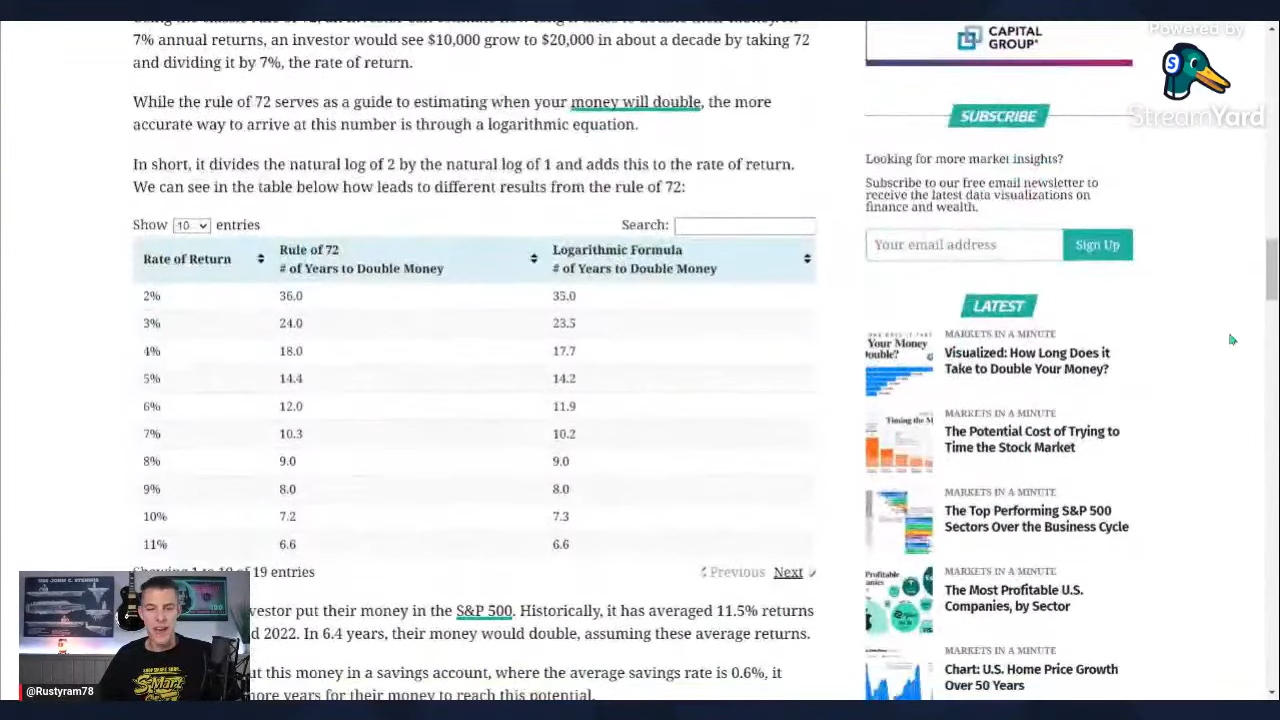 7% annual returns, an investor would see $10,000 grow to $20,000 in about a decade by taking 72
and dividing it by 7%, the rate of return.
While the rule of 72 serves as a guide to estimating when your money will double, the more
accurate way to arrive at this number is through a logarithmic equation.
In short, it divides the natural log of 2 by the natural log of 1 and adds this to the rate of return.
We can see in the table below how leads to different results from the rule of 72:
Show 10 entries Search:
Rate of Return Rule of 72 # of Years to Double Money Logarithmic Formula # of Years to Double Money
2% 36.0 35.0
3% 24.0 23.5
4% 18.0 17.7
5% 14.4 14.2
6% 12.0 11.9
7% 10.3 10.2
8% 9.0 9.0
9% 8.0 8.0
10% 7.2 7.3
11% 6.6 6.6
Showing 1 to 10 of 19 entries Previous Next
vestor put their money in the S&P 500. Historically, it has averaged 11.5% returns
d 2022. In 6.4 years, their money would double, assuming these average returns.
ut this money in a savings account, where the average savings rate is 0.6%, it
more years for their money to reach this potential.
CAPITAL
GROUP
Powered by
S
StreamYard
SUBSCRIBE
Looking for more market insights?
Subscribe to our free email newsletter to
receive the latest data visualizations on
finance and wealth.
Your email address Sign Up
LATEST
MARKETS IN A MINUTE
Visualized: How Long Does it
Take to Double Your Money?
MARKETS IN A MINUTE
The Potential Cost of Trying to
Time the Stock Market
MARKETS IN A MINUTE
The Top Performing S&P 500
Sectors Over the Business Cycle
MARKETS IN A MINUTE
The Most Profitable U.S.
Companies, by Sector
MARKETS IN A MINUTE
Chart: U.S. Home Price Growth
Over 50 Years
USS JOHN C. STENNIS
@Rustyram78